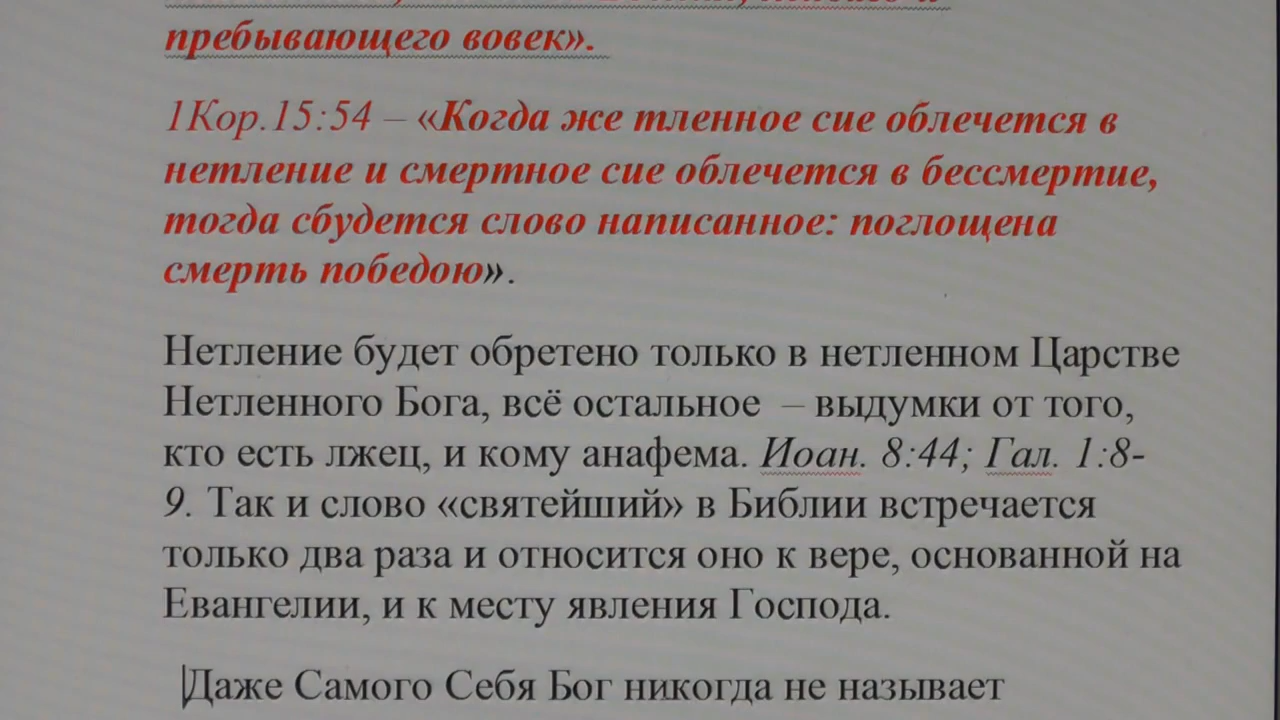 пребывающего вовек».
1Кор.15:54 – «Когда же тленное сие облечется в
нетление и смертное сие облечется в бессмертие,
тогда сбудется слово написанное: поглощена
смерть победою».
Нетление будет обретено только в нетленном Царстве
Нетленного Бога, всё остальное – выдумки от того,
кто есть лжец, и кому анафема. Иоан. 8:44; Гал. 1:8-
9. Так и слово «святейший» в Библии встречается
только два раза и относится оно к вере, основанной на
Евангелии, и к месту явления Господа.
Даже Самого Себя Бог никогда не называет